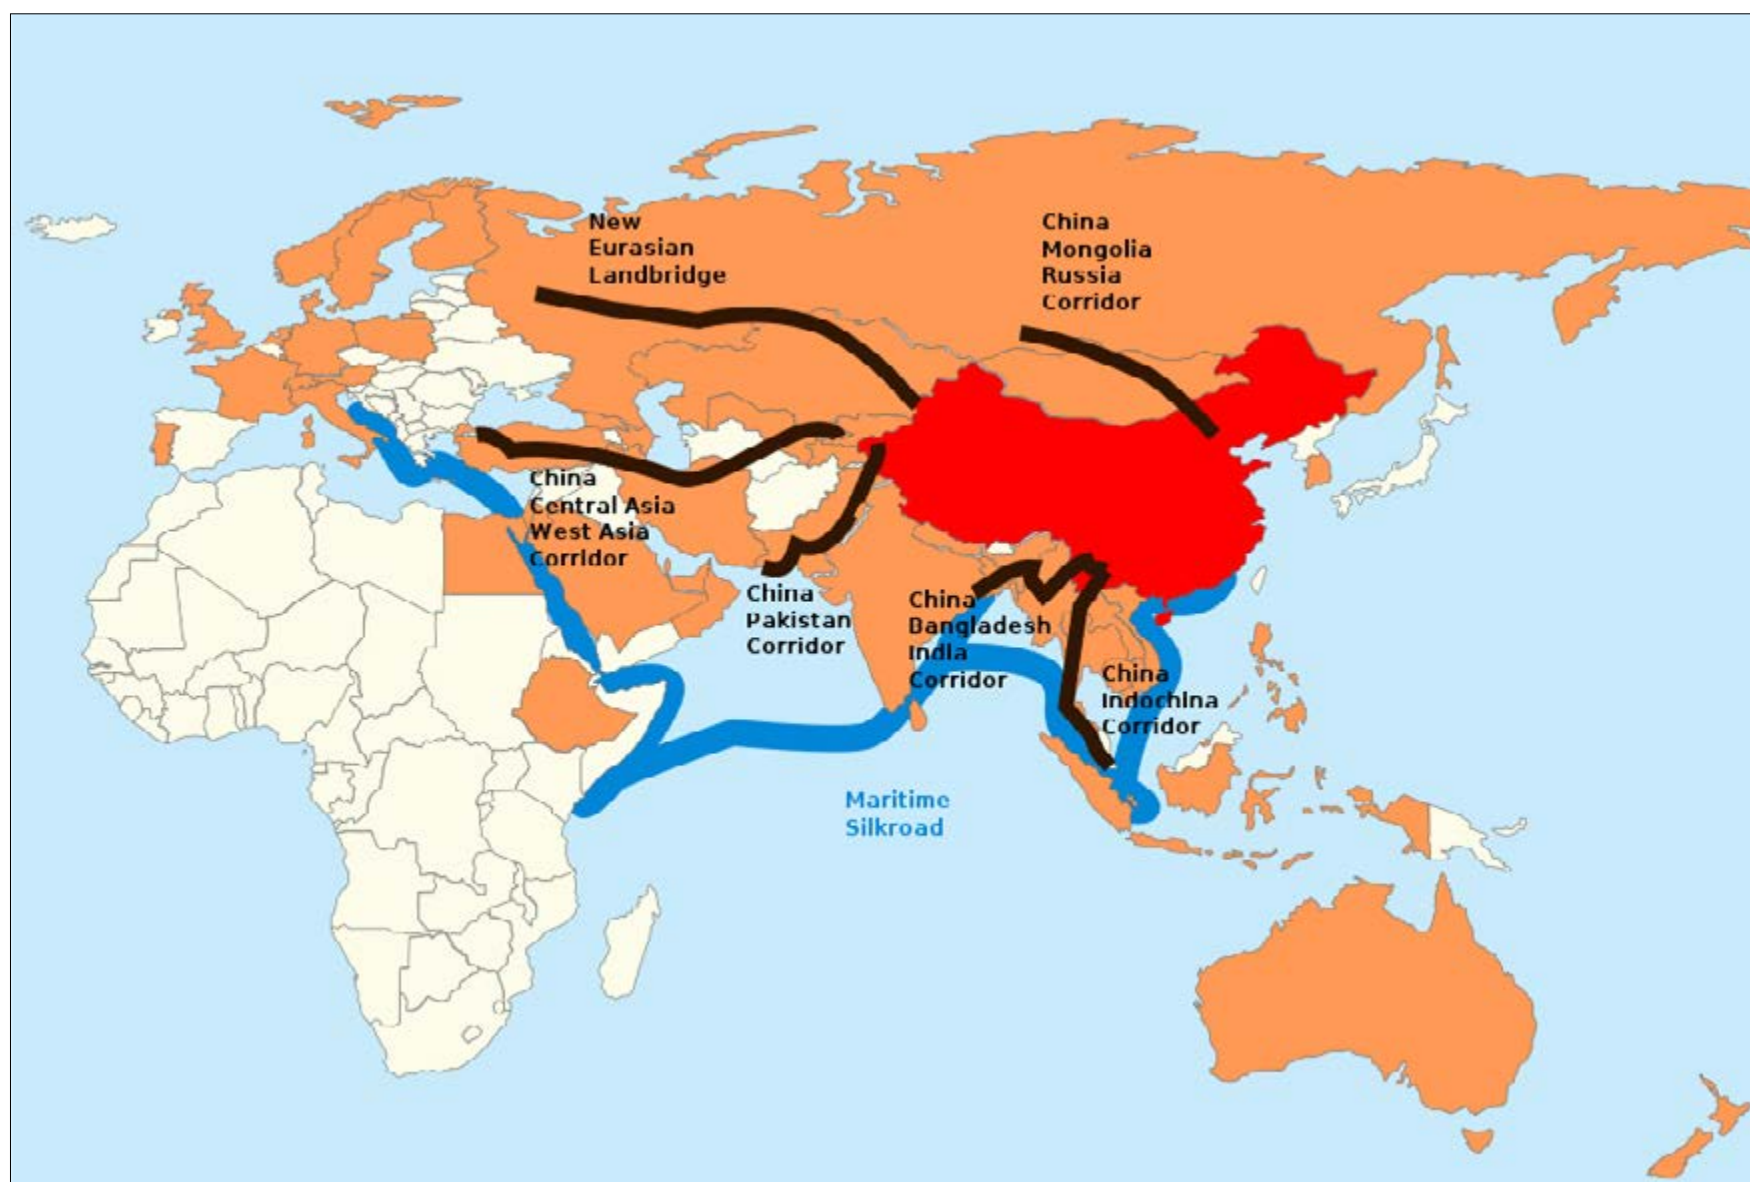 New
Eurasian
Landbridge
China
Mongolia
Russia
Corridor
China
Central Asia
West Asia
Corridor
China
Pakistan
Corridor
China
Bangladesh
India
Corridor
China
Indochina
Corridor
Maritime
Silkroad